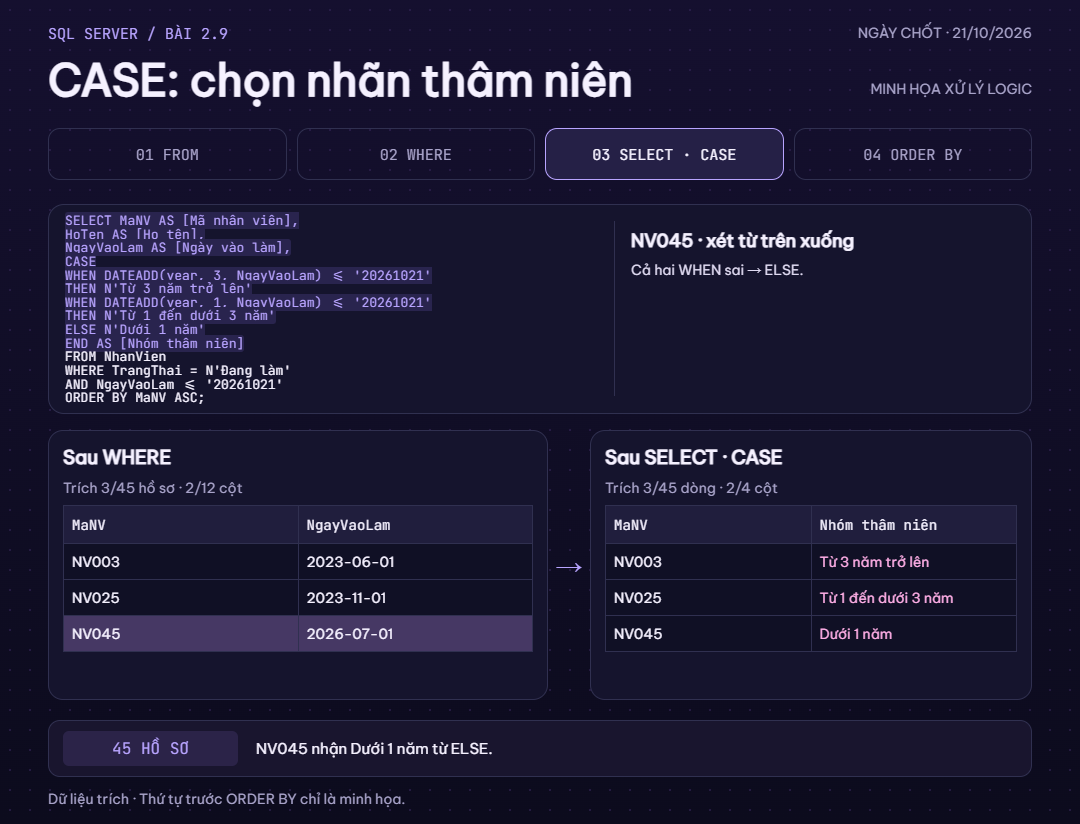 SQL SERVER / BÀI 2.9
NGÀY CHỐT · 21/10/2026
CASE: chọn nhãn thâm niên
MINH HỌA XỬ LÝ LOGIC
01 FROM
02 WHERE
03 SELECT · CASE
04 ORDER BY
SELECT MaNV AS [Mã nhân viên],
HoTen AS [Họ tên],
NgayVaoLam AS [Ngày vào làm],
CASE
WHEN DATEADD(year, 3, NgayVaoLam) <= '20261021'
THEN N'Từ 3 năm trở lên'
WHEN DATEADD(year, 1, NgayVaoLam) <= '20261021'
THEN N'Từ 1 đến dưới 3 năm'
ELSE N'Dưới 1 năm'
END AS [Nhóm thâm niên]
FROM NhanVien
WHERE TrangThai = N'Đang làm'
AND NgayVaoLam <= '20261021'
ORDER BY MaNV ASC;
NV045 · xét từ trên xuống
Cả hai WHEN sai → ELSE.
Sau WHERE
Trích 3/45 hồ sơ · 2/12 cột
MaNV NgayVaoLam
NV003 2023-06-01
NV025 2023-11-01
NV045 2026-07-01
→
Sau SELECT · CASE
Trích 3/45 dòng · 2/4 cột
MaNV Nhóm thâm niên
NV003 Từ 3 năm trở lên
NV025 Từ 1 đến dưới 3 năm
NV045 Dưới 1 năm
45 HỒ SƠ
NV045 nhận Dưới 1 năm từ ELSE.
Dữ liệu trích · Thứ tự trước ORDER BY chỉ là minh họa.